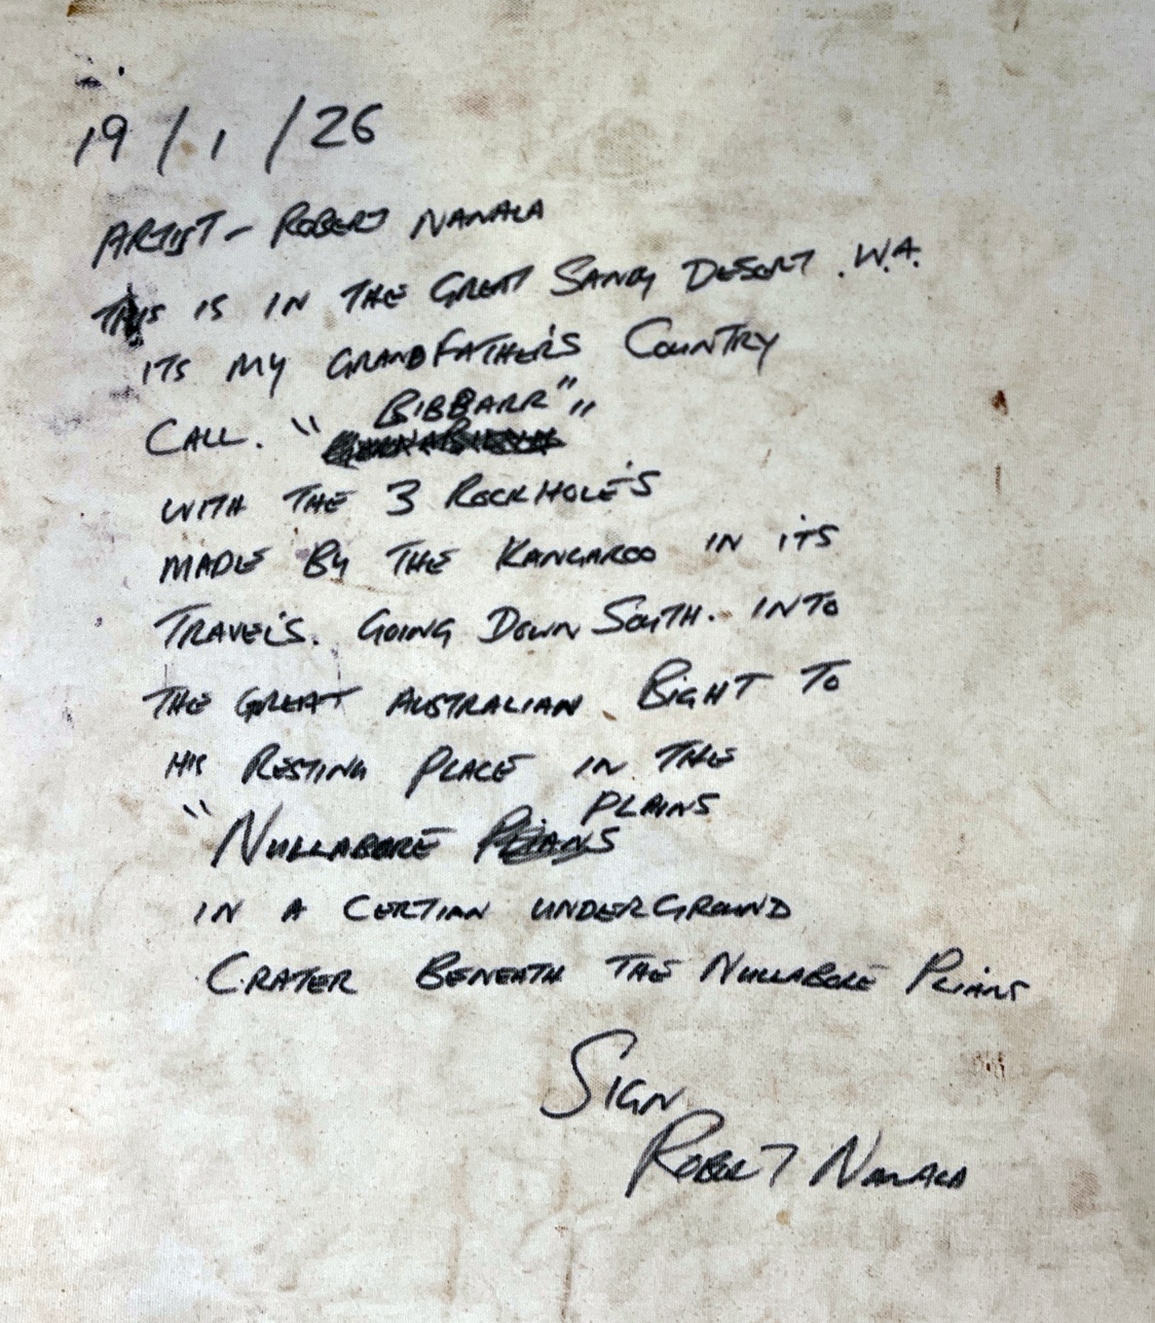 19/1/26
ARTIST - ROBERT NANALA
THIS IS IN THE GREAT SANDY DESERT. W.A.
ITS MY GRANDFATHER'S COUNTRY
CALL. " BIBBARR" "
WITH THE 3 ROCKHOLE'S
MADE BY THE KANGAROO IN ITS
TRAVEL'S. GOING DOWN SOUTH. INTO
THE GREAT AUSTRALIAN BIGHT TO
HIS RESTING PLACE IN THE
"NULLABORE PLAINS
IN A CERTIAN UNDERGROUND
CRATER BENEATH THE NULLABORE PLIANS
SIGN
ROBERT NANALA